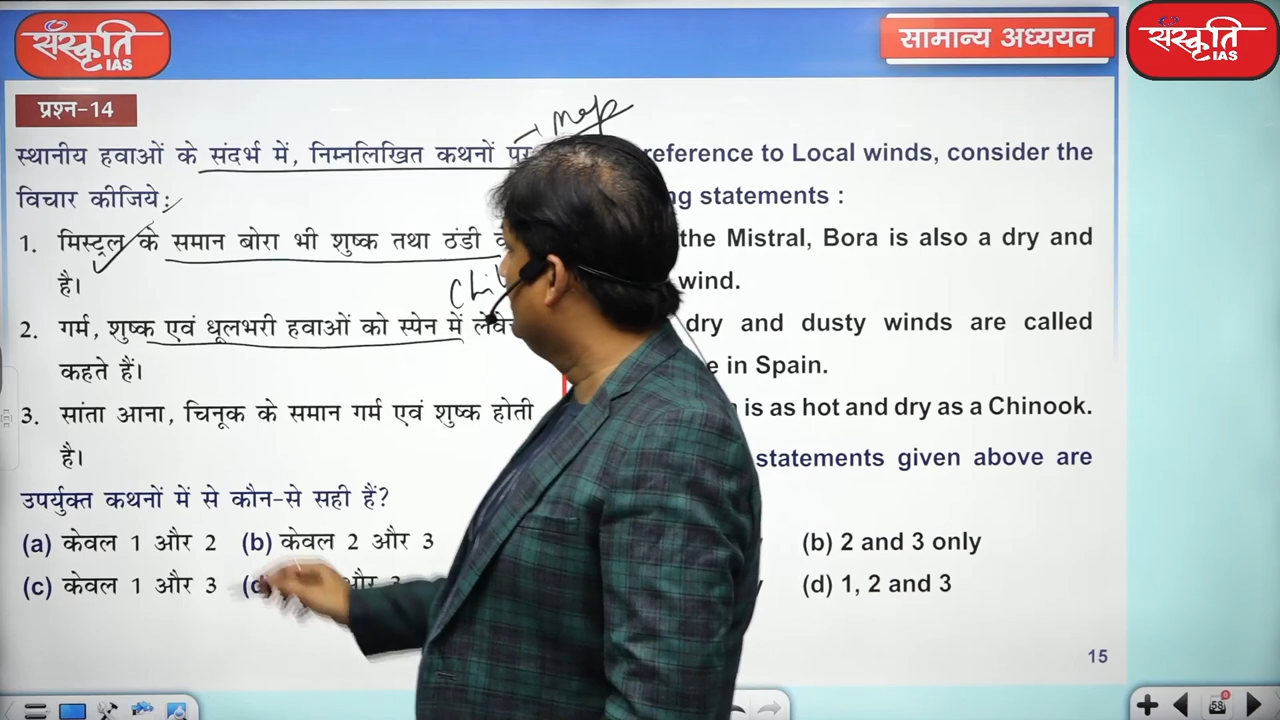 संस्कृति
IAS
सामान्य अध्ययन
संस्कृति
IAS
प्रश्न-14
map
स्थानीय हवाओं के संदर्भ में, निम्नलिखित कथनों पर
विचार कीजिये:
1. मिस्ट्रल के समान बोरा भी शुष्क तथा ठंडी
है।
2. गर्म, शुष्क एवं धूलभरी हवाओं को स्पेन में
कहते हैं।
3. सांता आना, चिनूक के समान गर्म एवं शुष्क होती
है।
उपर्युक्त कथनों में से कौन-से सही हैं?
(a) केवल 1 और 2 (b) केवल 2 और 3
(c) केवल 1 और 3 (d) और 3
reference to Local winds, consider the
statements :
the Mistral, Bora is also a dry and
wind.
dry and dusty winds are called
in Spain.
is as hot and dry as a Chinook.
statements given above are
(b) 2 and 3 only
(d) 1, 2 and 3
15
58